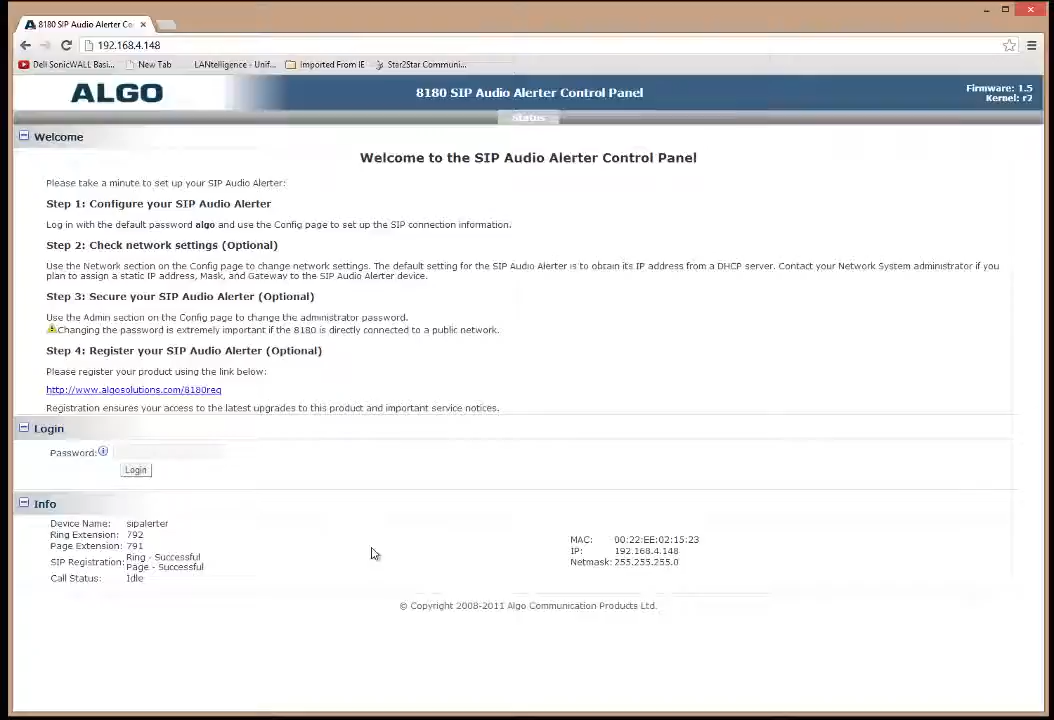 8180 SIP Audio Alerter Co
192.168.4.148
Dell SonicWALL Basi... New Tab LANtelligence - Unif... Imported From IE Star2Star Communi...
ALGO 8180 SIP Audio Alerter Control Panel Firmware: 1.5
Kernel: r2
Status
Welcome
Welcome to the SIP Audio Alerter Control Panel
Please take a minute to set up your SIP Audio Alerter:
Step 1: Configure your SIP Audio Alerter
Log in with the default password algo and use the Config page to set up the SIP connection information.
Step 2: Check network settings (Optional)
Use the Network section on the Config page to change network settings. The default setting for the SIP Audio Alerter is to obtain its IP address from a DHCP server. Contact your Network System administrator if you
plan to assign a static IP address, Mask, and Gateway to the SIP Audio Alerter device.
Step 3: Secure your SIP Audio Alerter (Optional)
Use the Admin section on the Config page to change the administrator password.
Changing the password is extremely important if the 8180 is directly connected to a public network.
Step 4: Register your SIP Audio Alerter (Optional)
Please register your product using the link below:
http://www.algosolutions.com/8180reg
Registration ensures your access to the latest upgrades to this product and important service notices.
Login
Password:
Login
Info
Device Name: sipalerter
Ring Extension: 792
Page Extension: 791
SIP Registration: Ring - Successful
Page - Successful
Call Status: Idle
MAC: 00:22:EE:02:15:23
IP: 192.168.4.148
Netmask: 255.255.255.0
© Copyright 2008-2011 Algo Communication Products Ltd.